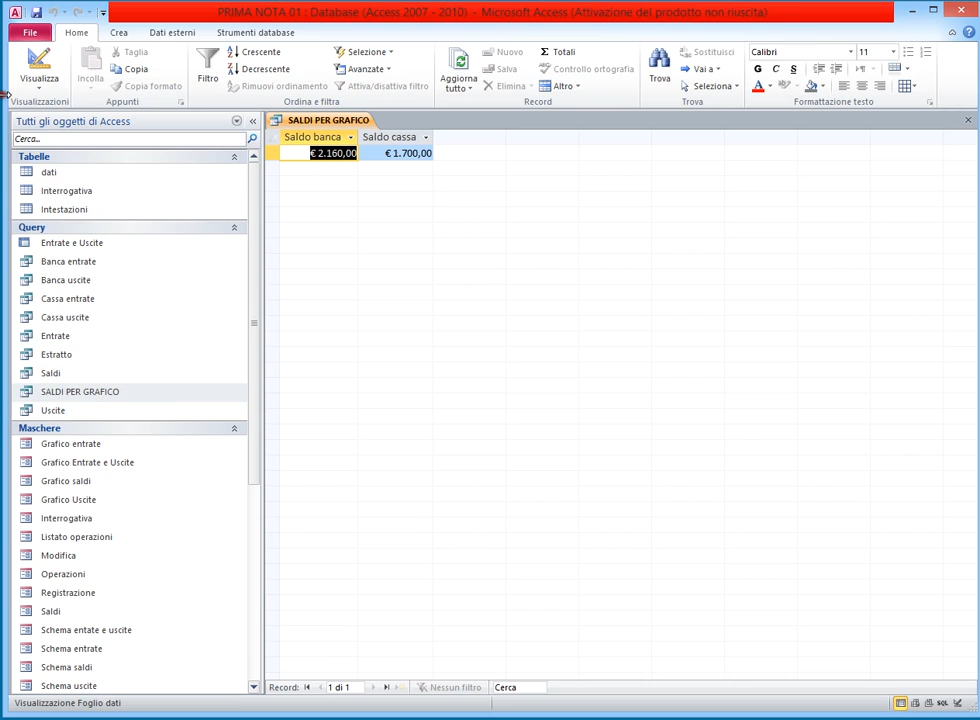 PRIMA NOTA 01 : Database (Access 2007 - 2010) - Microsoft Access (Attivazione del prodotto non riuscita)
File Home Crea Dati esterni Strumenti database
Visualizza
Visualizzazioni
Incolla
Taglia
Copia
Copia formato
Appunti
Filtro
Crescente
Decrescente
Rimuovi ordinamento
Selezione
Avanzate
Attiva/disattiva filtro
Ordina e filtra
Aggiorna tutto
Nuovo
Salva
Elimina
Totali
Controllo ortografia
Altro
Record
Trova
Sostituisci
Vai a
Seleziona
Trova
Calibri 11
G C S
A
Formattazione testo
Tutti gli oggetti di Access
Cerca...
Tabelle
dati
Interrogativa
Intestazioni
Query
Entrate e Uscite
Banca entrate
Banca uscite
Cassa entrate
Cassa uscite
Entrate
Estratto
Saldi
SALDI PER GRAFICO
Uscite
Maschere
Grafico entrate
Grafico Entrate e Uscite
Grafico saldi
Grafico Uscite
Interrogativa
Listato operazioni
Modifica
Operazioni
Registrazione
Saldi
Schema entate e uscite
Schema entrate
Schema saldi
Schema uscite
SALDI PER GRAFICO
Saldo banca Saldo cassa
€ 2.160,00 € 1.700,00
Record: 1 di 1 Nessun filtro Cerca
Visualizzazione Foglio dati
SQL